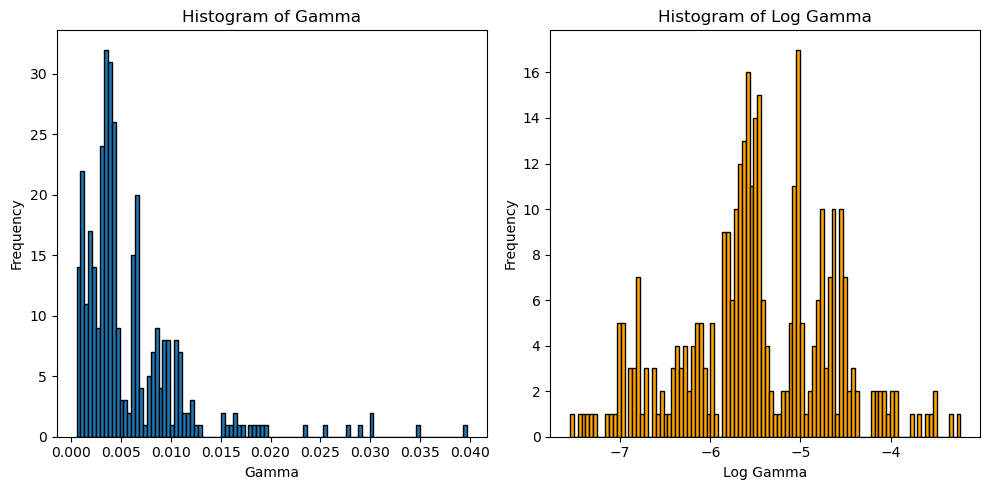 Histogram of Gamma
Frequency
30
25
20
15
10
5
0
0.000 0.005 0.010 0.015 0.020 0.025 0.030 0.035 0.040
Gamma
Histogram of Log Gamma
Frequency
16
14
12
10
8
6
4
2
0
−7 −6 −5 −4
Log Gamma